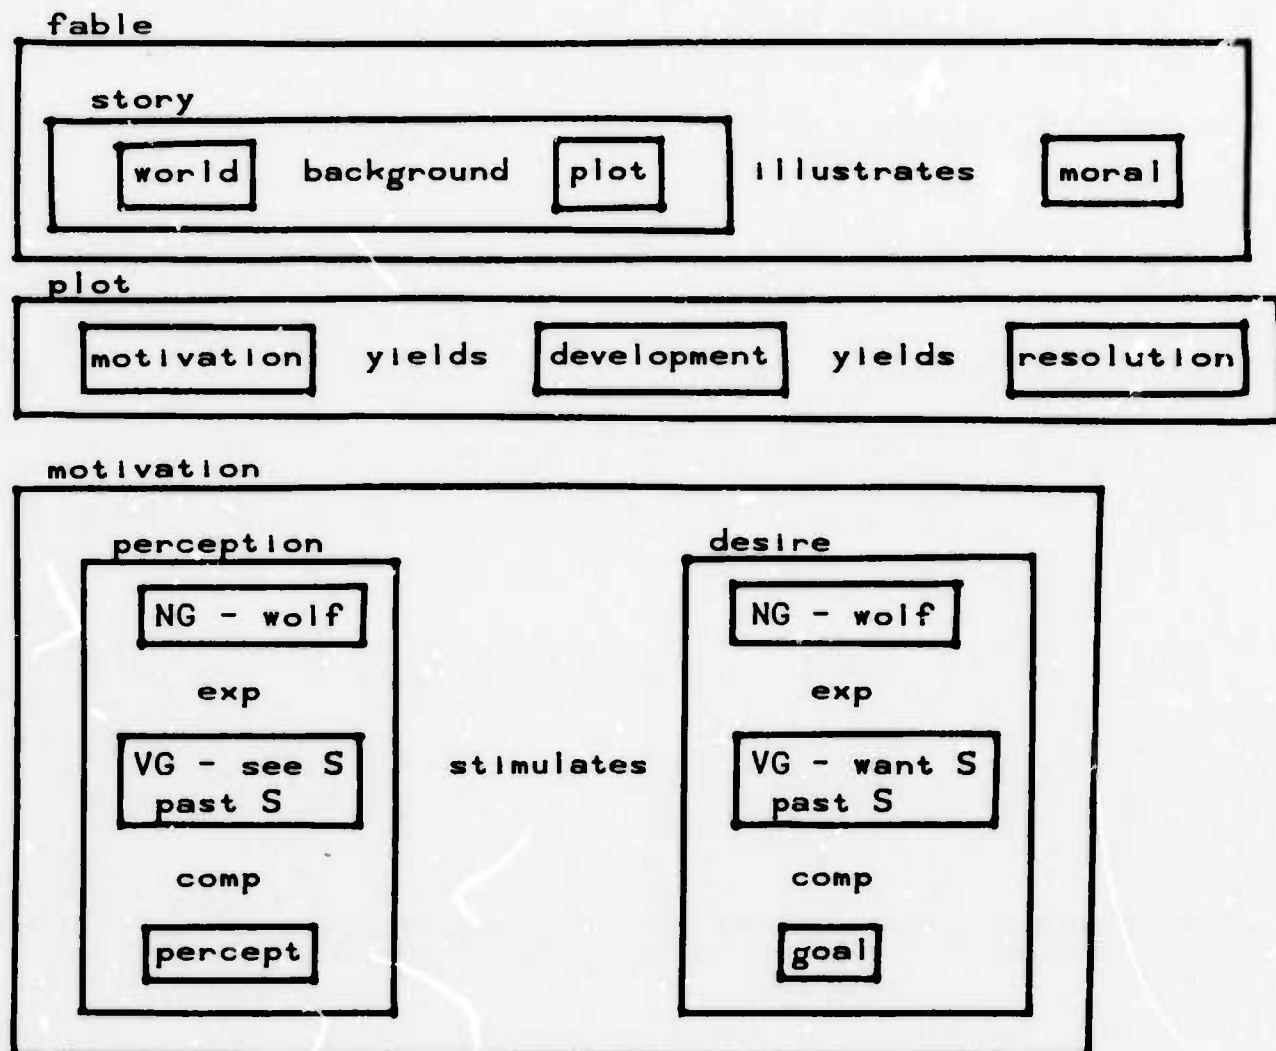 fable
story
world background plot illustrates moral
plot
motivation yields development yields resolution
motivation
perception desire
NG - wolf NG - wolf
exp exp
VG - see S stimulates VG - want S
past S past S
comp comp
percept goal